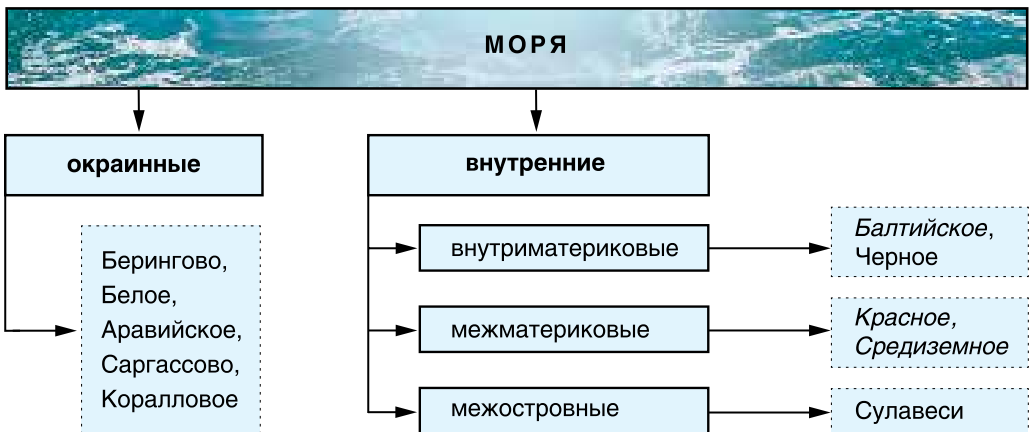 МОРЯ
окраинные
Берингово,
Белое,
Аравийское,
Саргассово,
Коралловое
внутренние
внутриматериковые
Балтийское,
Черное
межматериковые
Красное,
Средиземное
межостровные
Сулавеси